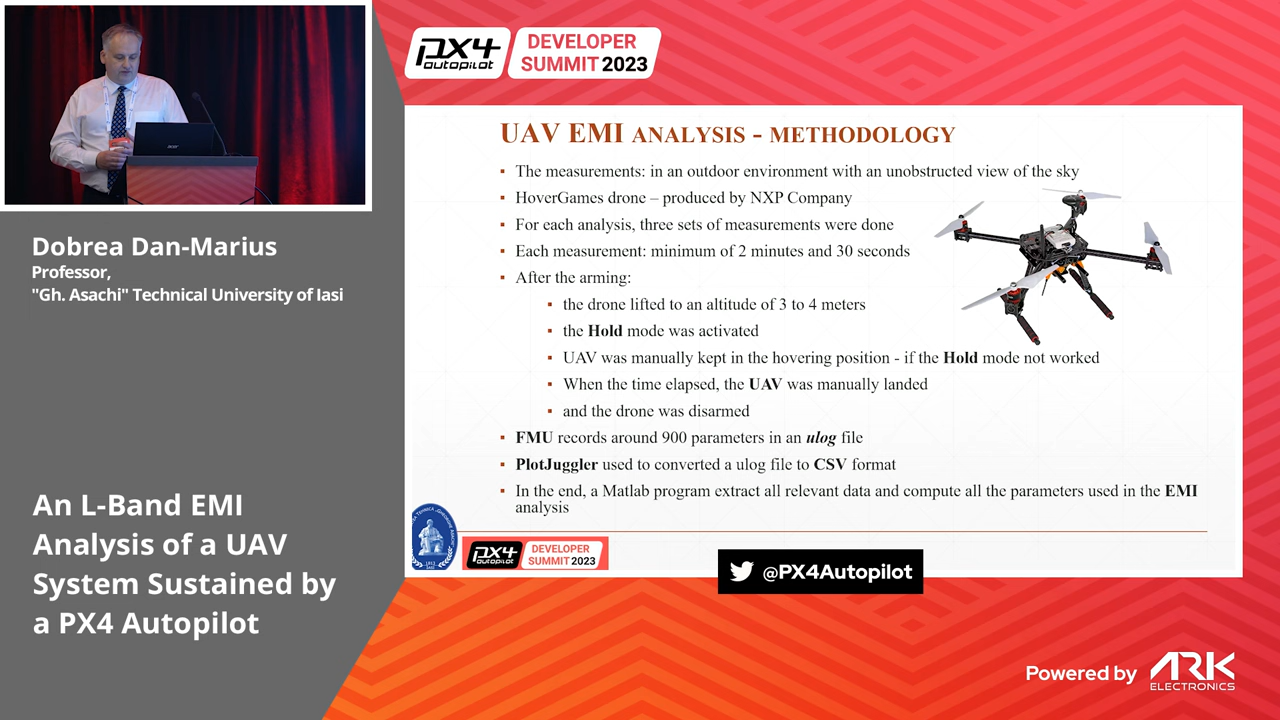 px4 autopilot
DEVELOPER
SUMMIT 2023
Dobrea Dan-Marius
Professor,
"Gh. Asachi" Technical University of Iasi
An L-Band EMI
Analysis of a UAV
System Sustained by
a PX4 Autopilot
UAV EMI ANALYSIS - METHODOLOGY
▪ The measurements: in an outdoor environment with an unobstructed view of the sky
▪ HoverGames drone – produced by NXP Company
▪ For each analysis, three sets of measurements were done
▪ Each measurement: minimum of 2 minutes and 30 seconds
▪ After the arming:
▪ the drone lifted to an altitude of 3 to 4 meters
▪ the Hold mode was activated
▪ UAV was manually kept in the hovering position - if the Hold mode not worked
▪ When the time elapsed, the UAV was manually landed
▪ and the drone was disarmed
▪ FMU records around 900 parameters in an ulog file
▪ PlotJuggler used to converted a ulog file to CSV format
▪ In the end, a Matlab program extract all relevant data and compute all the parameters used in the EMI
analysis
px4 autopilot
DEVELOPER
SUMMIT 2023
@PX4Autopilot
Powered by ARK
ELECTRONICS